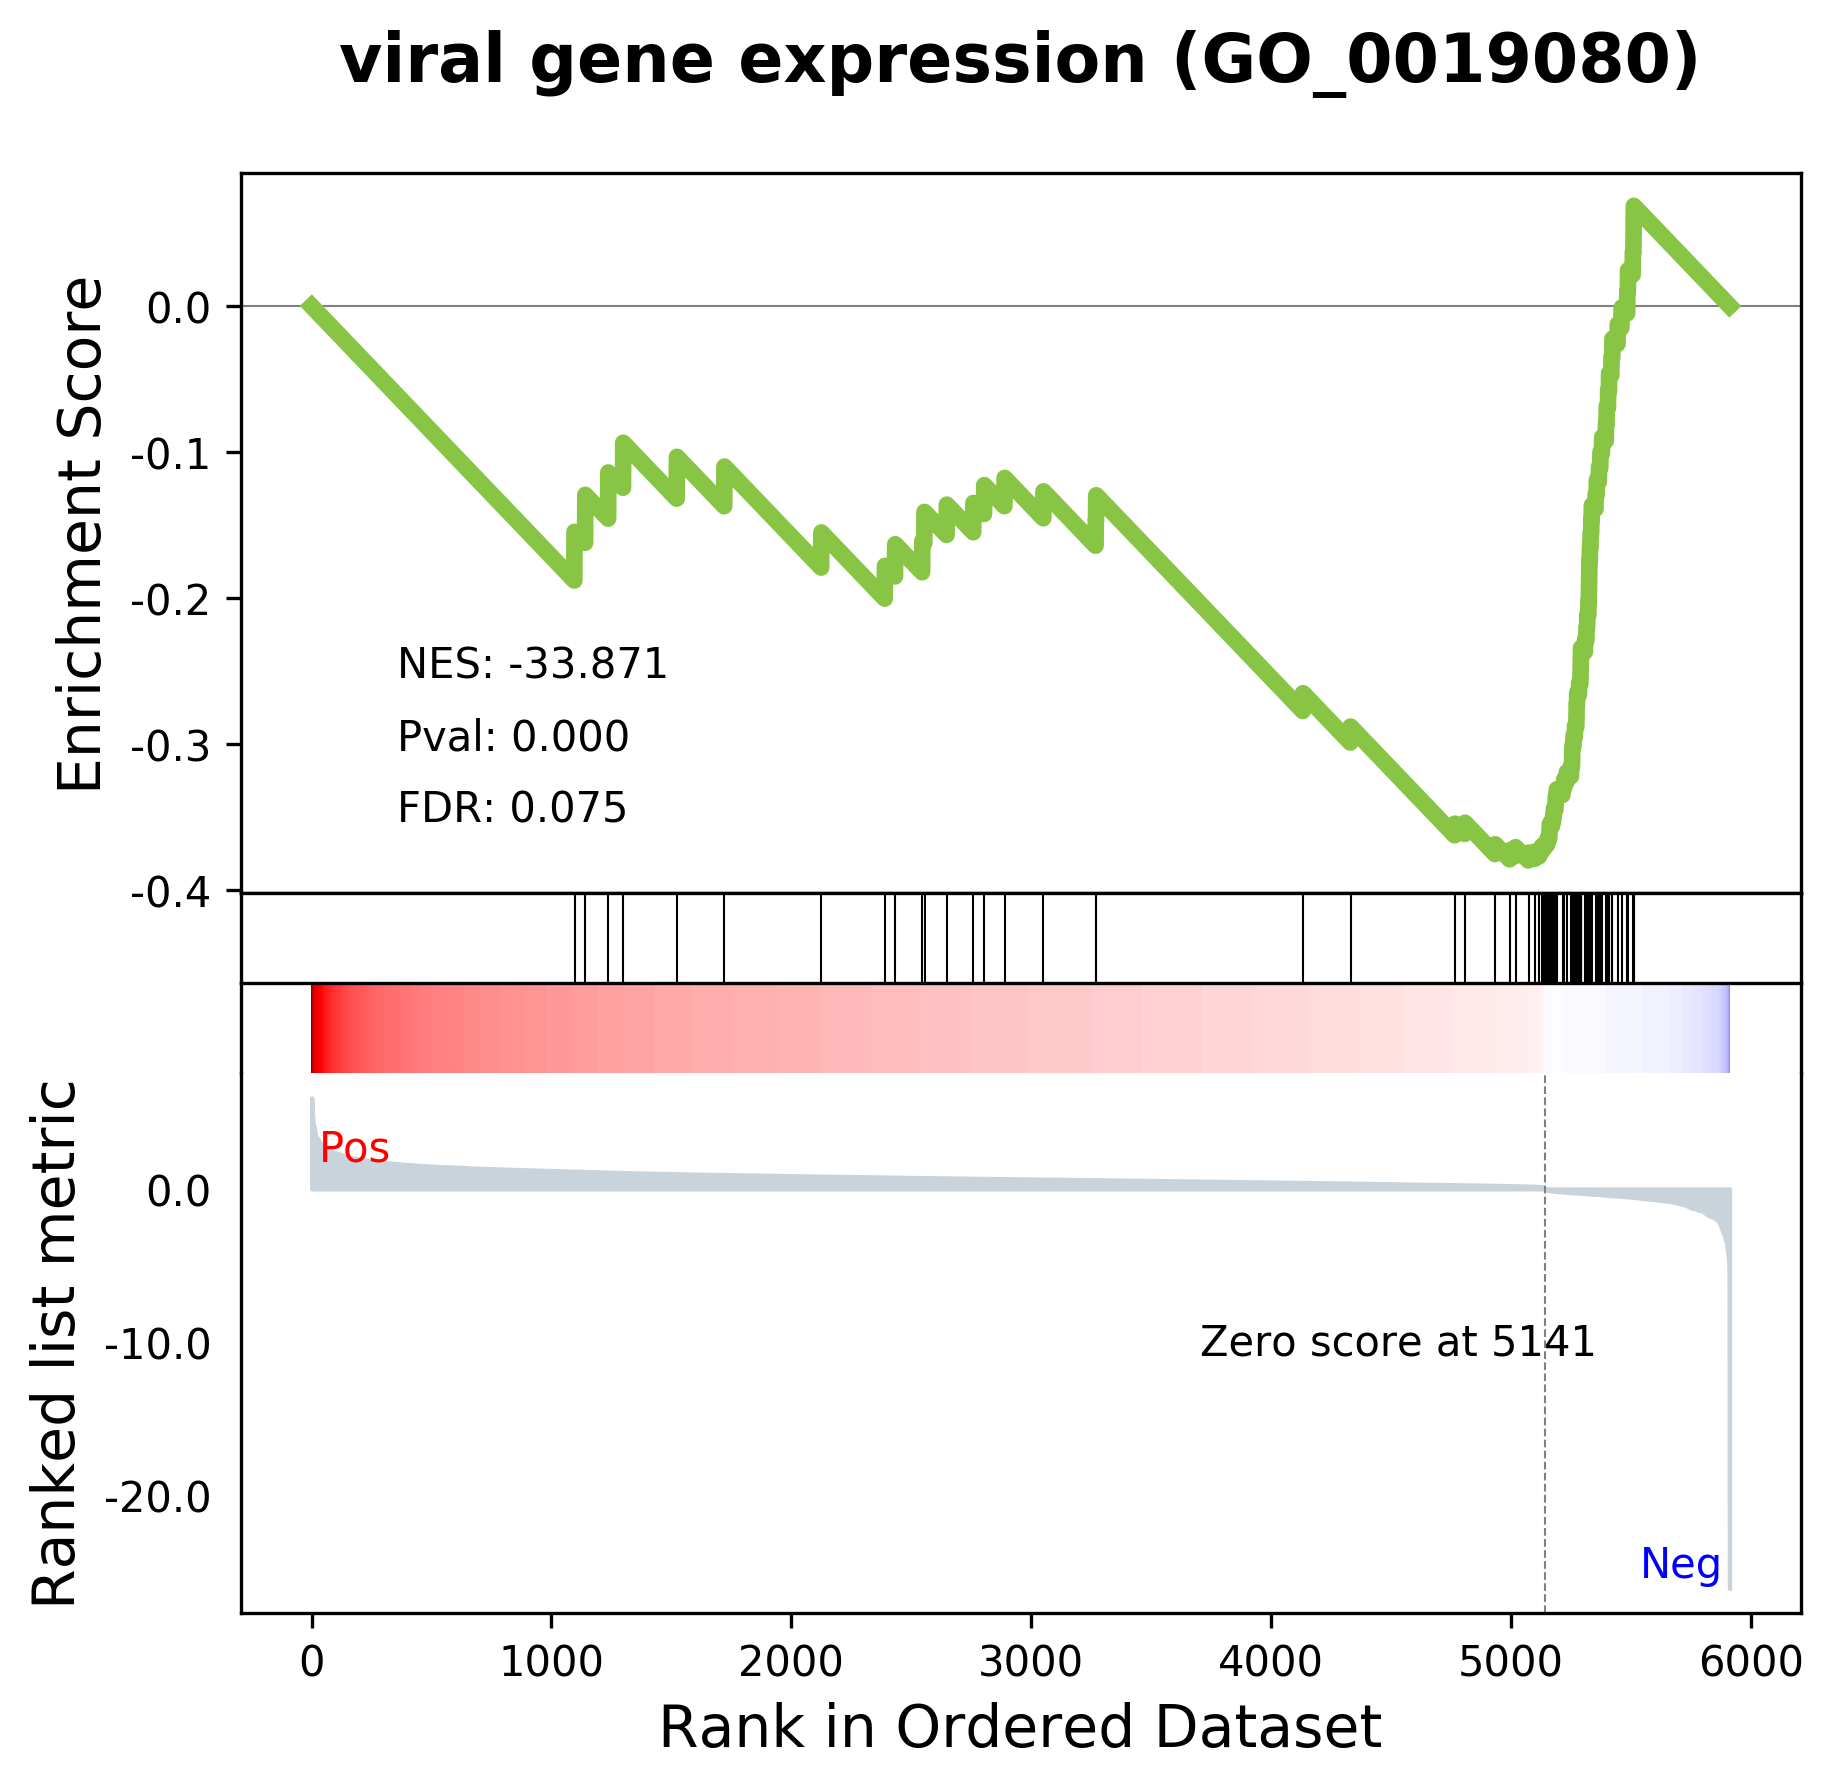 viral gene expression (GO_0019080)
Enrichment Score
0.0
-0.1
-0.2
-0.3
-0.4
NES: -33.871
Pval: 0.000
FDR: 0.075
Ranked list metric
0.0
-10.0
-20.0
Pos
Zero score at 5141
Neg
0 1000 2000 3000 4000 5000 6000
Rank in Ordered Dataset